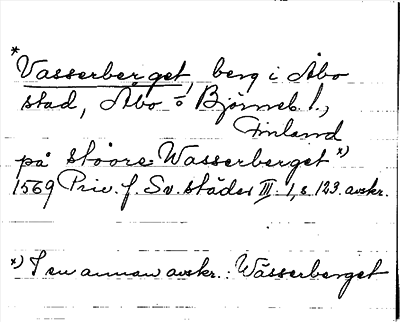 *Vasserberget, berg i Åbo
stad, Åbo o Björneb. l.,
Finland
på stoore Wasserberget *)
1569 Priv. f. Sv. städer III: 1, s. 123. avskr.
*) I en annan avskr.: Wässerberget